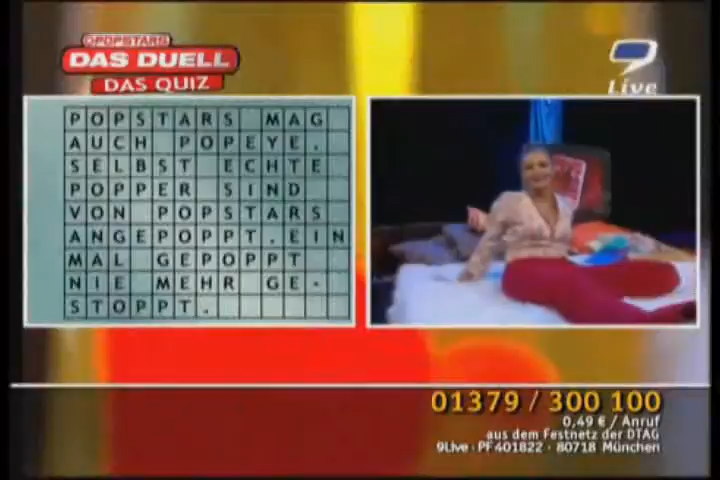 POPSTARS
DAS DUELL
DAS QUIZ
9Live
POPSTARS MAG
AUCH POPEYE.
SELBST ECHTE
POPPER SIND
VON POPSTARS
ANGEPOPPT. EIN
MAL GEPOPPT
NIE MEHR GE-
STOPPT.
01379 / 300 100
0,49 € / Anruf
aus dem Festnetz der DTAG
9Live · PF 401822 · 80718 München